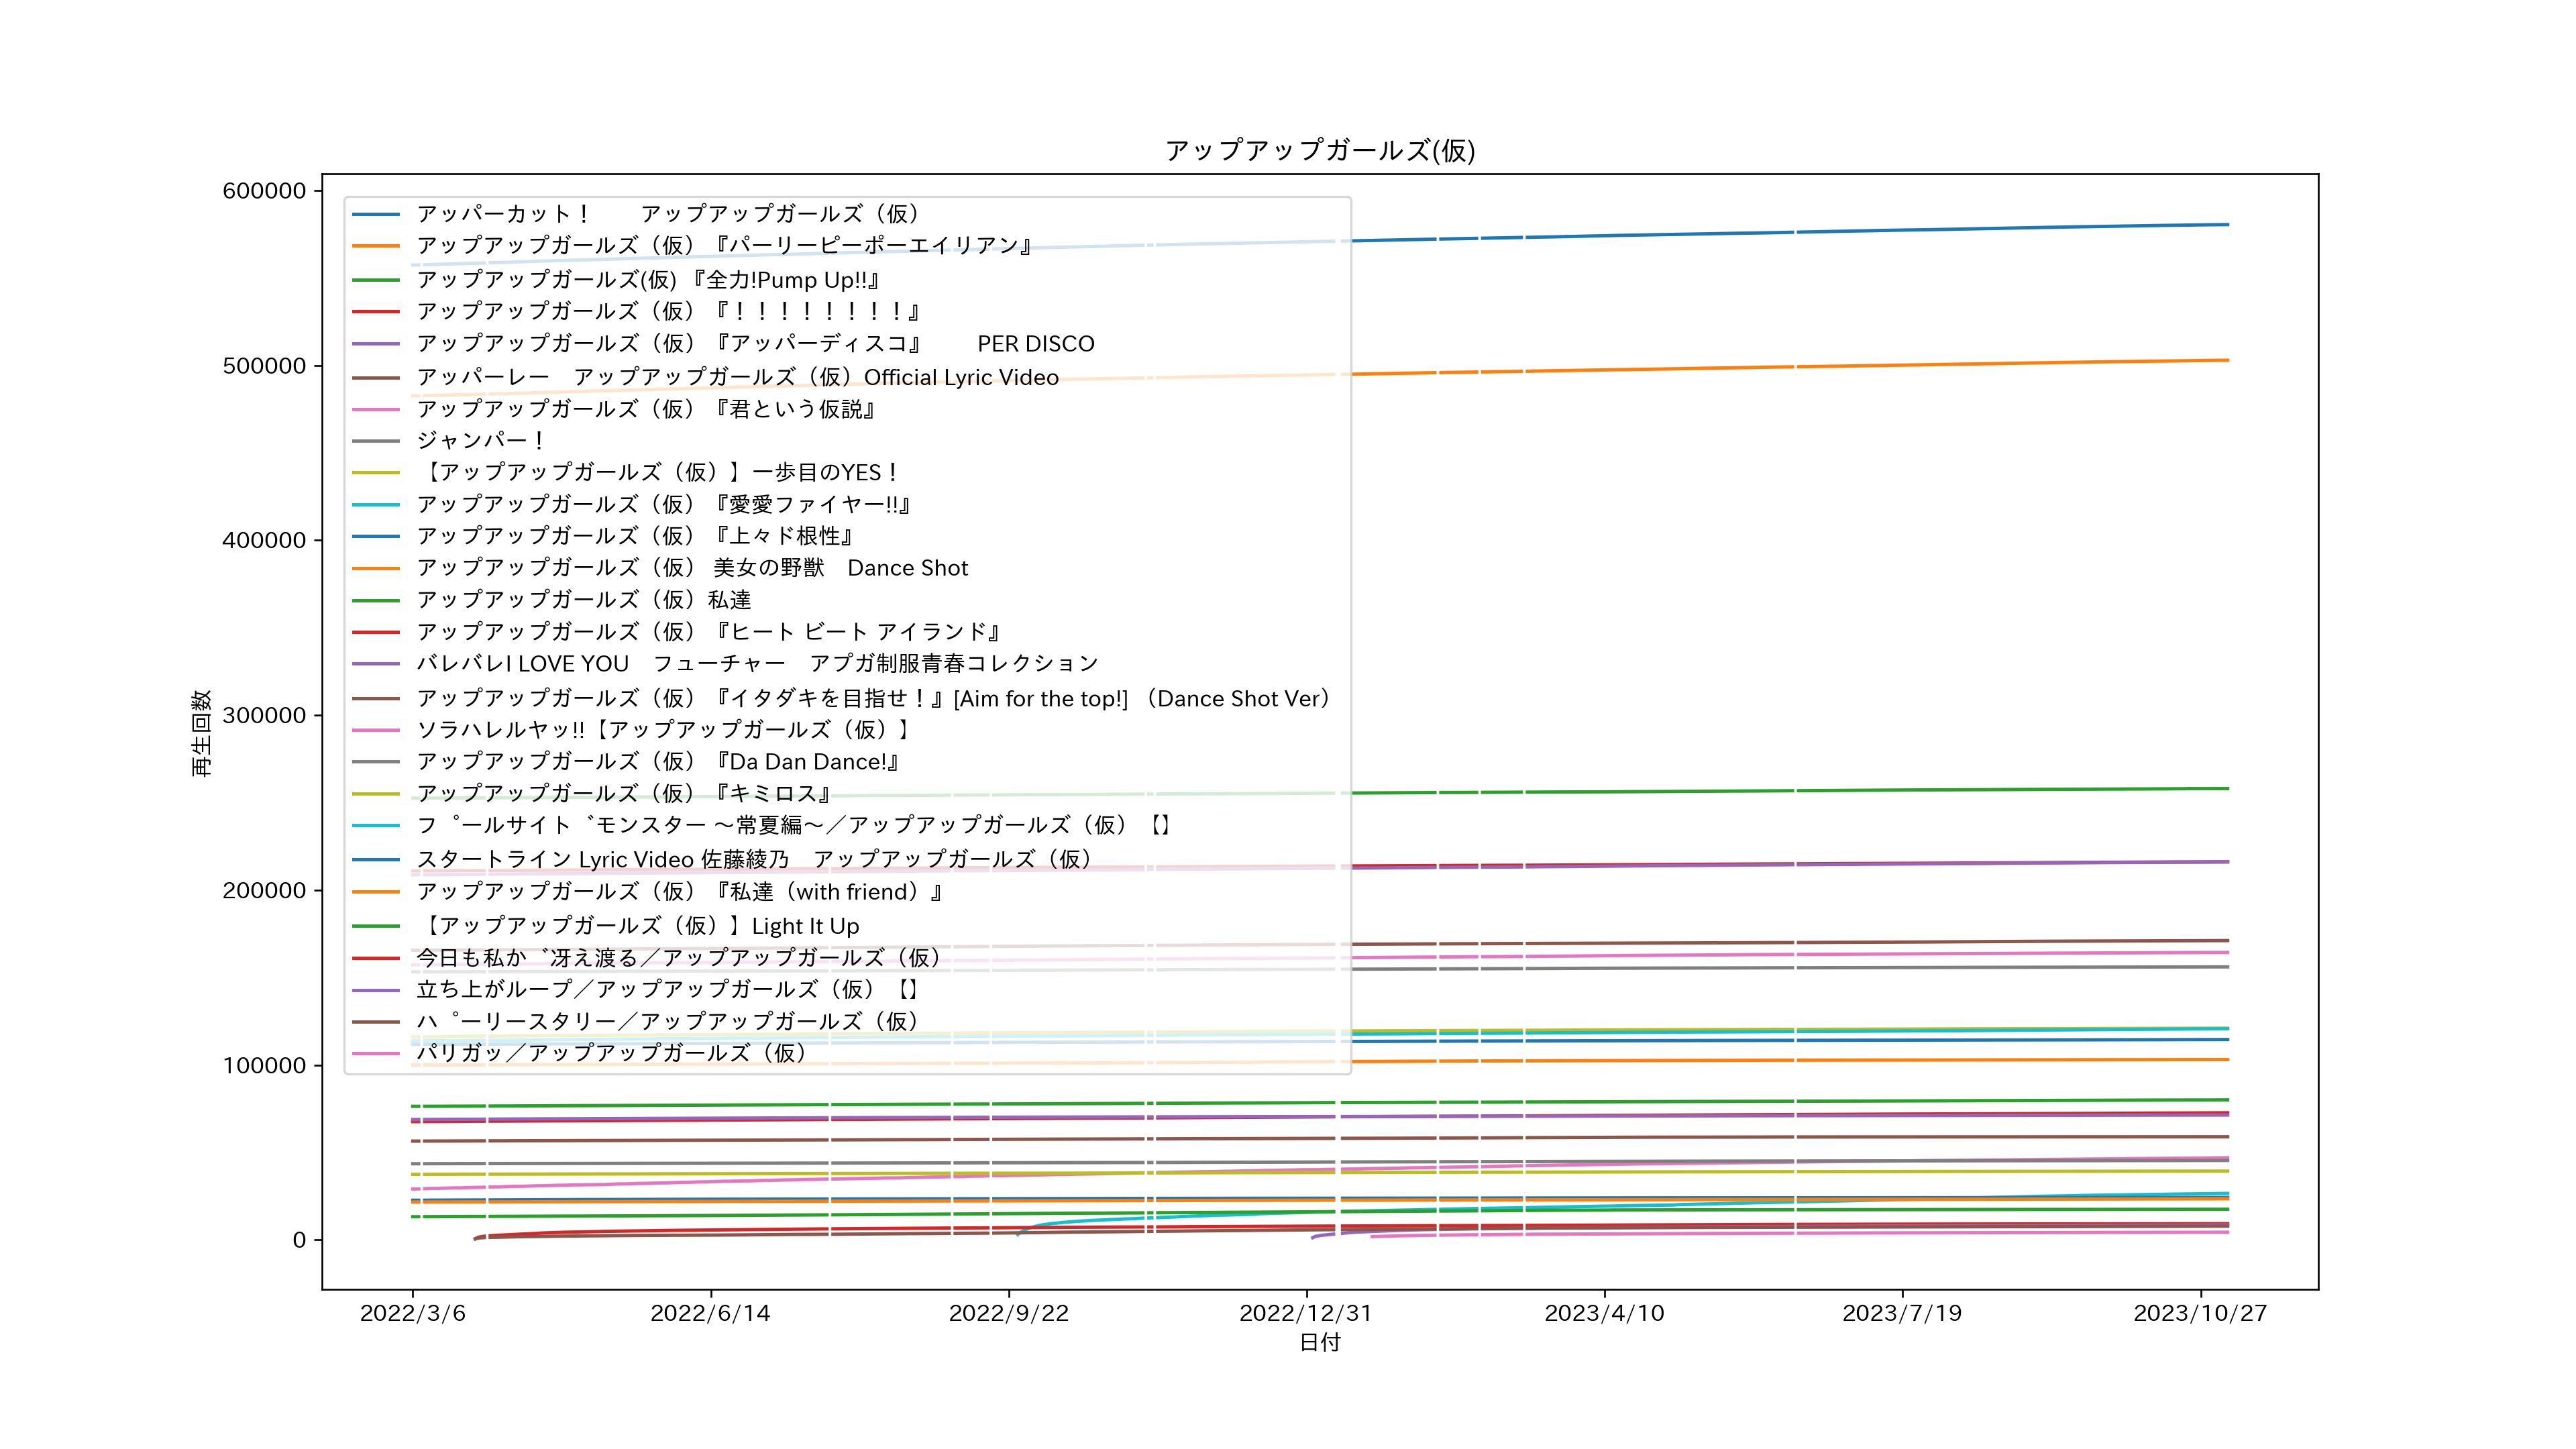 アップアップガールズ(仮)
600000
500000
400000
300000
200000
100000
0
再生回数
アッパーカット！　　アップアップガールズ（仮）
アップアップガールズ（仮）『パーリーピーポーエイリアン』
アップアップガールズ(仮) 『全力!Pump Up!!』
アップアップガールズ（仮）『！！！！！！！！』
アップアップガールズ（仮）『アッパーディスコ』　　PER DISCO
アッパーレー　アップアップガールズ（仮）Official Lyric Video
アップアップガールズ（仮）『君という仮説』
ジャンパー！
【アップアップガールズ（仮）】一歩目のYES！
アップアップガールズ（仮）『愛愛ファイヤー!!』
アップアップガールズ（仮）『上々ド根性』
アップアップガールズ（仮） 美女の野獣　Dance Shot
アップアップガールズ（仮）私達
アップアップガールズ（仮）『ヒート ビート アイランド』
バレバレI LOVE YOU　フューチャー　アプガ制服青春コレクション
アップアップガールズ（仮）『イタダキを目指せ！』[Aim for the top!] （Dance Shot Ver）
ソラハレルヤッ!!【アップアップガールズ（仮）】
アップアップガールズ（仮）『Da Dan Dance!』
アップアップガールズ（仮）『キミロス』
フ゜ールサイト゛モンスター ～常夏編～／アップアップガールズ（仮）【】
スタートライン Lyric Video 佐藤綾乃　アップアップガールズ（仮）
アップアップガールズ（仮）『私達（with friend）』
【アップアップガールズ（仮）】Light It Up
今日も私か゛冴え渡る／アップアップガールズ（仮）
立ち上がループ／アップアップガールズ（仮）【】
ハ゜ーリースタリー／アップアップガールズ（仮）
パリガッ／アップアップガールズ（仮）
2022/3/6
2022/6/14
2022/9/22
2022/12/31
2023/4/10
2023/7/19
2023/10/27
日付